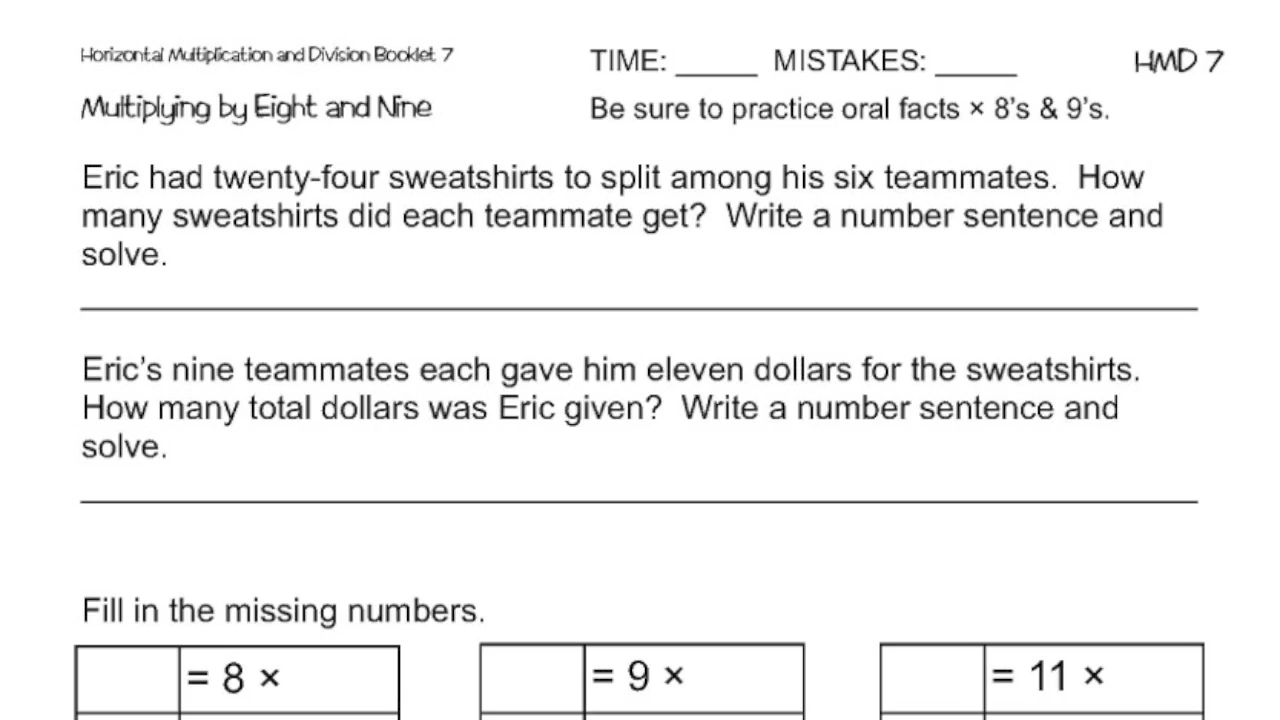 Horizontal Multiplication and Division Booklet 7
TIME: _____ MISTAKES: _____
HMD 7
Multiplying by Eight and Nine
Be sure to practice oral facts × 8's & 9's.
Eric had twenty-four sweatshirts to split among his six teammates. How
many sweatshirts did each teammate get? Write a number sentence and
solve.
Eric's nine teammates each gave him eleven dollars for the sweatshirts.
How many total dollars was Eric given? Write a number sentence and
solve.
Fill in the missing numbers.
= 8 ×
= 9 ×
= 11 ×